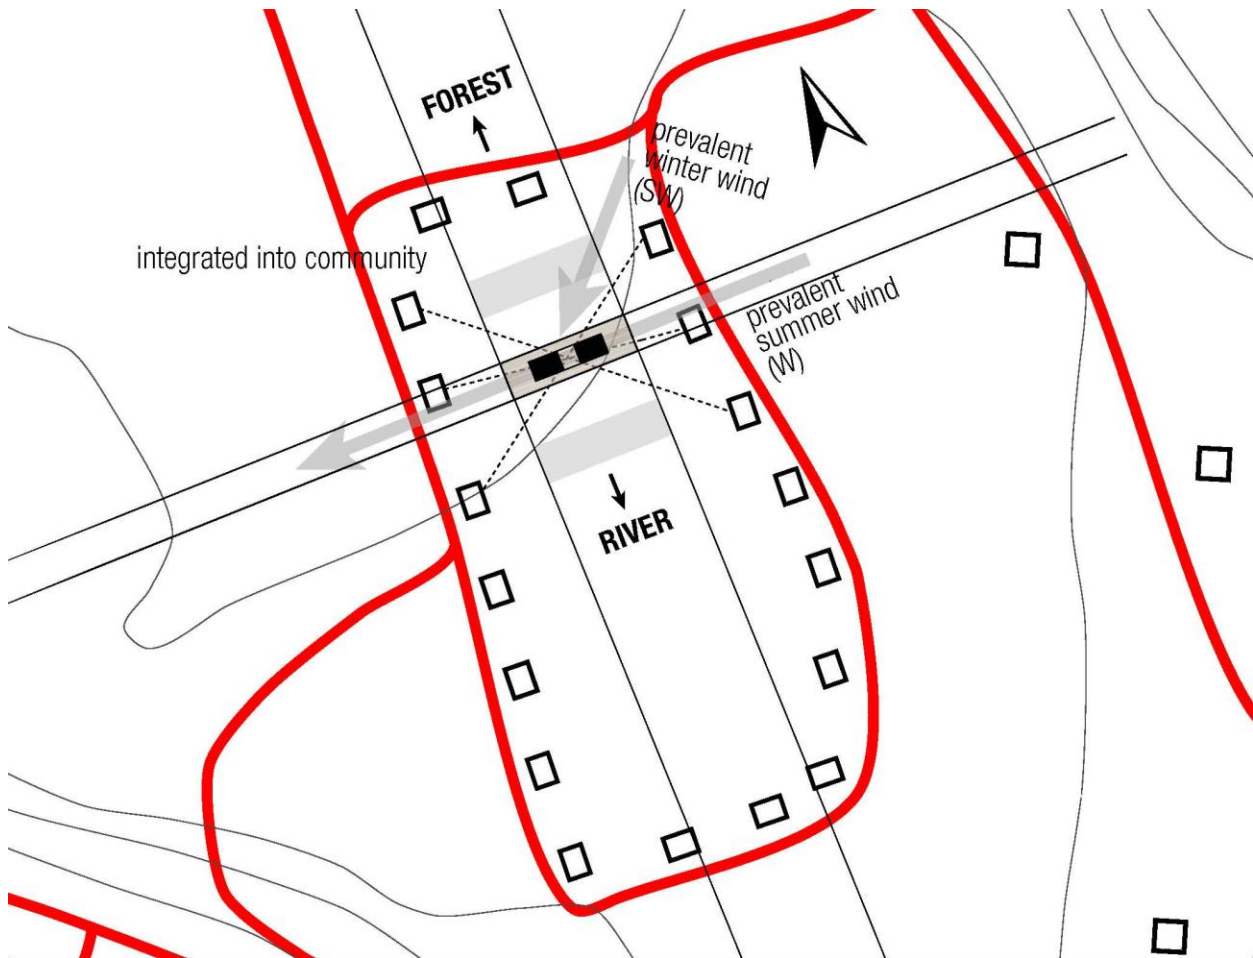 FOREST
prevalent
winter wind
(SW)
integrated into community
prevalent
summer wind
(W)
RIVER